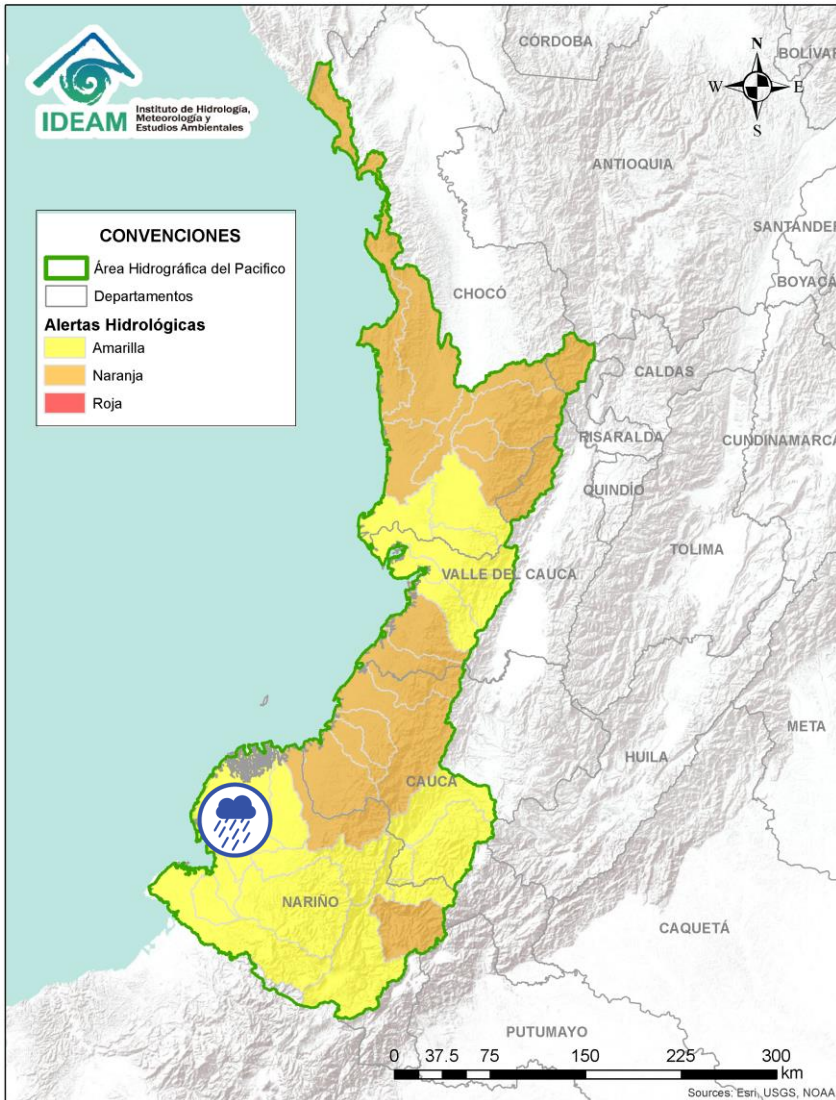 IDEAM
Instituto de Hidrología,
Meteorología y
Estudios Ambientales
CÓRDOBA
BOLÍVAR
N
W
E
S
ANTIOQUIA
SANTANDER
BOYACÁ
CONVENCIONES
Área Hidrográfica del Pacifico
Departamentos
Alertas Hidrológicas
Amarilla
Naranja
Roja
CHOCÓ
CALDAS
RISARALDA
CUNDINAMARCA
QUINDÍO
TOLIMA
VALLE DEL CAUCA
META
HUILA
CAUCA
NARIÑO
CAQUETÁ
PUTUMAYO
0 37.5 75 150 225 300
km
Sources: Esri, USGS, NOAA